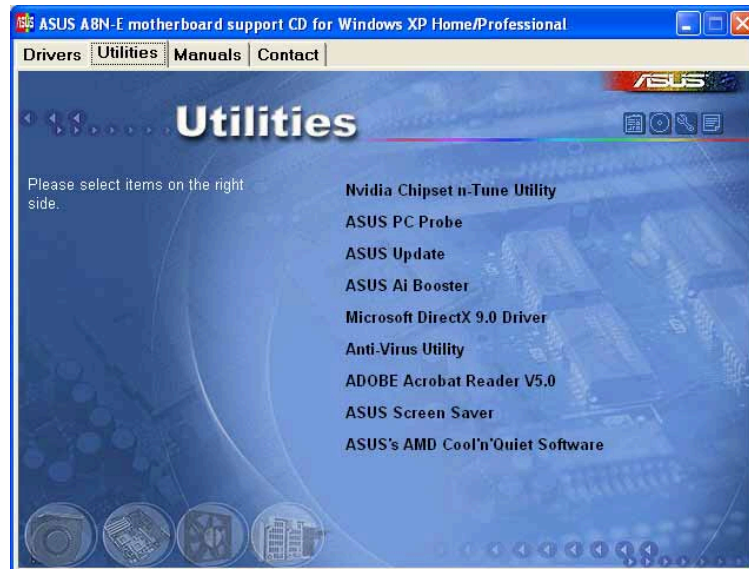 ASUS A8N-E motherboard support CD for Windows XP Home/Professional
Drivers Utilities Manuals Contact
ASUS
Utilities
Please select items on the right
side.
Nvidia Chipset n-Tune Utility
ASUS PC Probe
ASUS Update
ASUS Ai Booster
Microsoft DirectX 9.0 Driver
Anti-Virus Utility
ADOBE Acrobat Reader V5.0
ASUS Screen Saver
ASUS's AMD Cool'n'Quiet Software